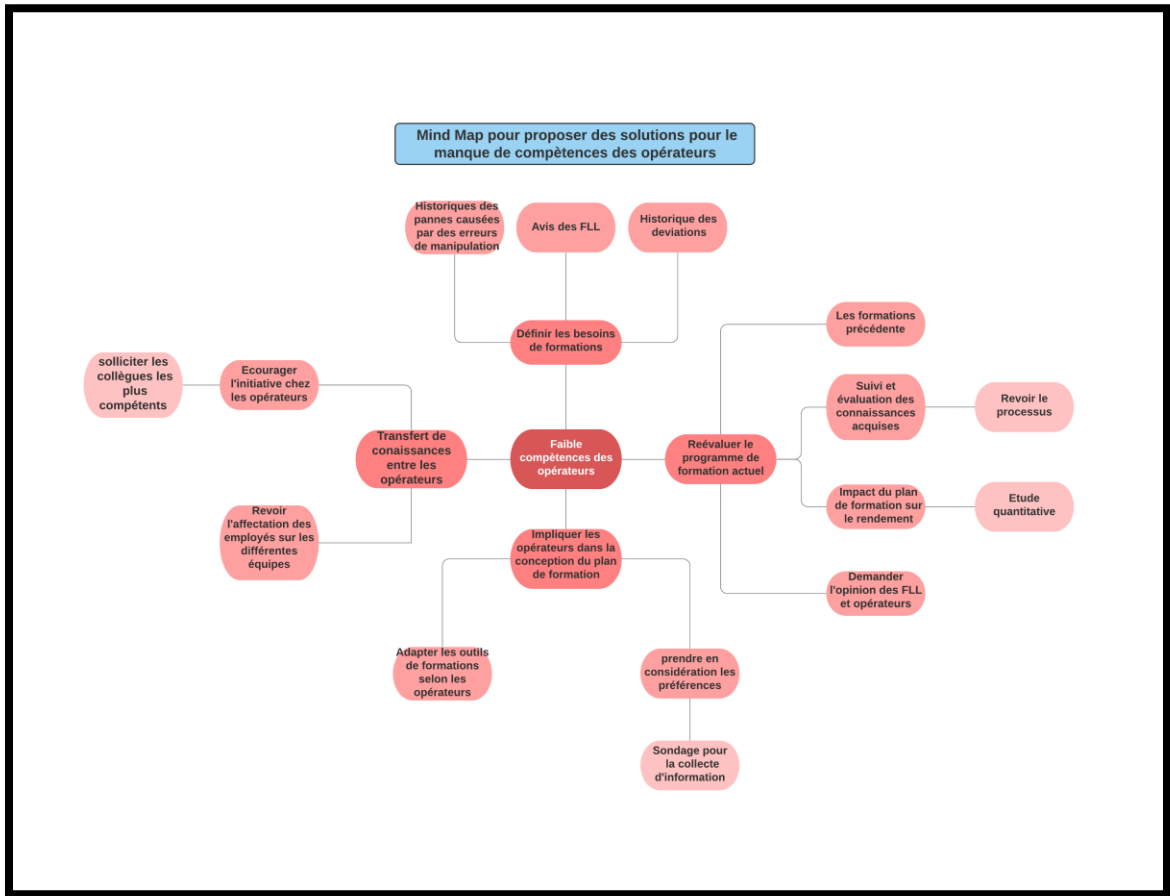 Mind Map pour proposer des solutions pour le
manque de compètences des opérateurs
Historiques des
pannes causées
par des erreurs
de manipulation
Avis des FLL
Historique des
deviations
Définir les besoins
de formations
Les formations
précédente
solliciter les
collègues les
plus
compétents
Ecourager
l'initiative chez
les opérateurs
Suivi et
évaluation des
connaissances
acquises
Revoir le
processus
Transfert de
conaissances
entre les
opérateurs
Faible
compètences des
opérateurs
Reévaluer le
programme de
formation actuel
Revoir
l'affectation des
employés sur les
différentes
équipes
Impact du plan
de formation sur
le rendement
Etude
quantitative
Impliquer les
opérateurs dans la
conception du plan
de formation
Demander
l'opinion des FLL
et opérateurs
Adapter les outils
de formations
selon les
opérateurs
prendre en
considération les
préférences
Sondage pour
la collecte
d'information